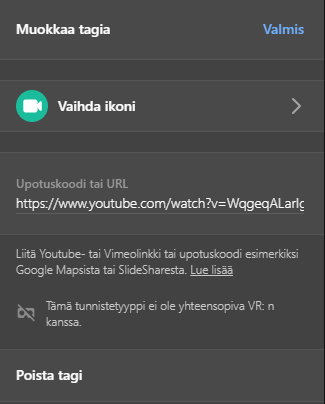 Muokkaa tagia
Valmis
Vaihda ikoni
Upotuskoodi tai URL
https://www.youtube.com/watch?v=WqgeqALarlg
Liitä Youtube- tai Vimeolinkki tai upotuskoodi esimerkiksi
Google Mapsista tai SlideSharesta. Lue lisää
Tämä tunnistetyyppi ei ole yhteensopiva VR: n
kanssa.
Poista tagi